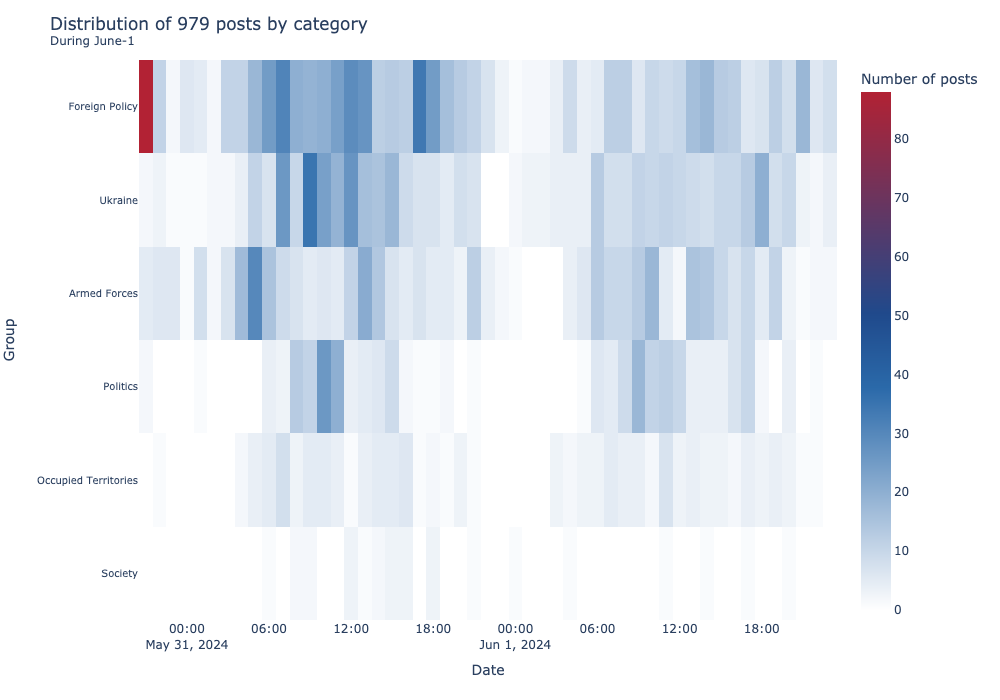 Distribution of 979 posts by category
During June-1
Number of posts
Foreign Policy
Ukraine
Armed Forces
Politics
Occupied Territories
Society
Group
80
70
60
50
40
30
20
10
0
00:00 06:00 12:00 18:00 00:00 06:00 12:00 18:00
May 31, 2024 Jun 1, 2024
Date